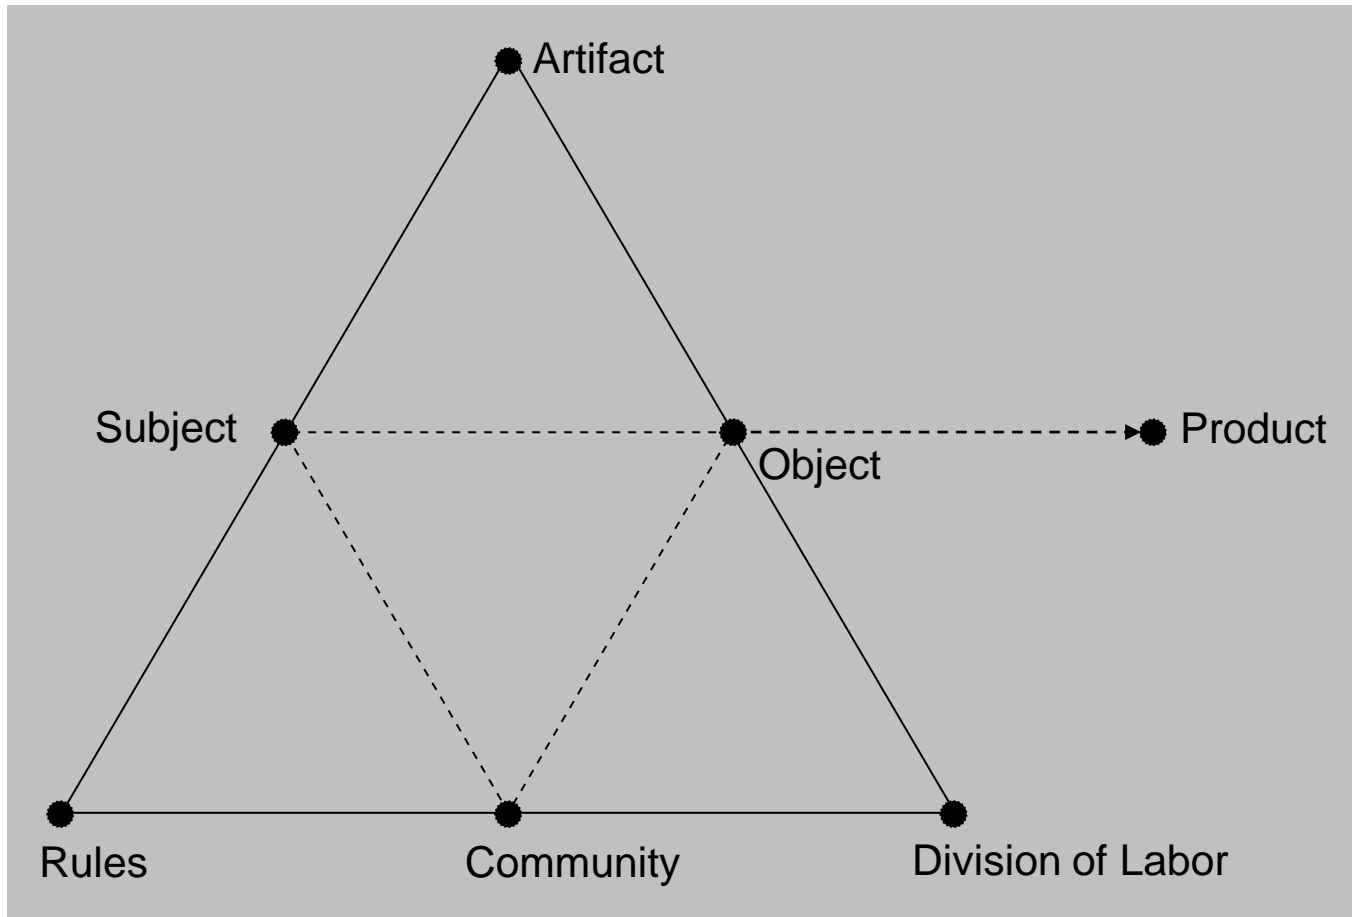 Artifact
Subject
Product
Object
Rules
Community
Division of Labor